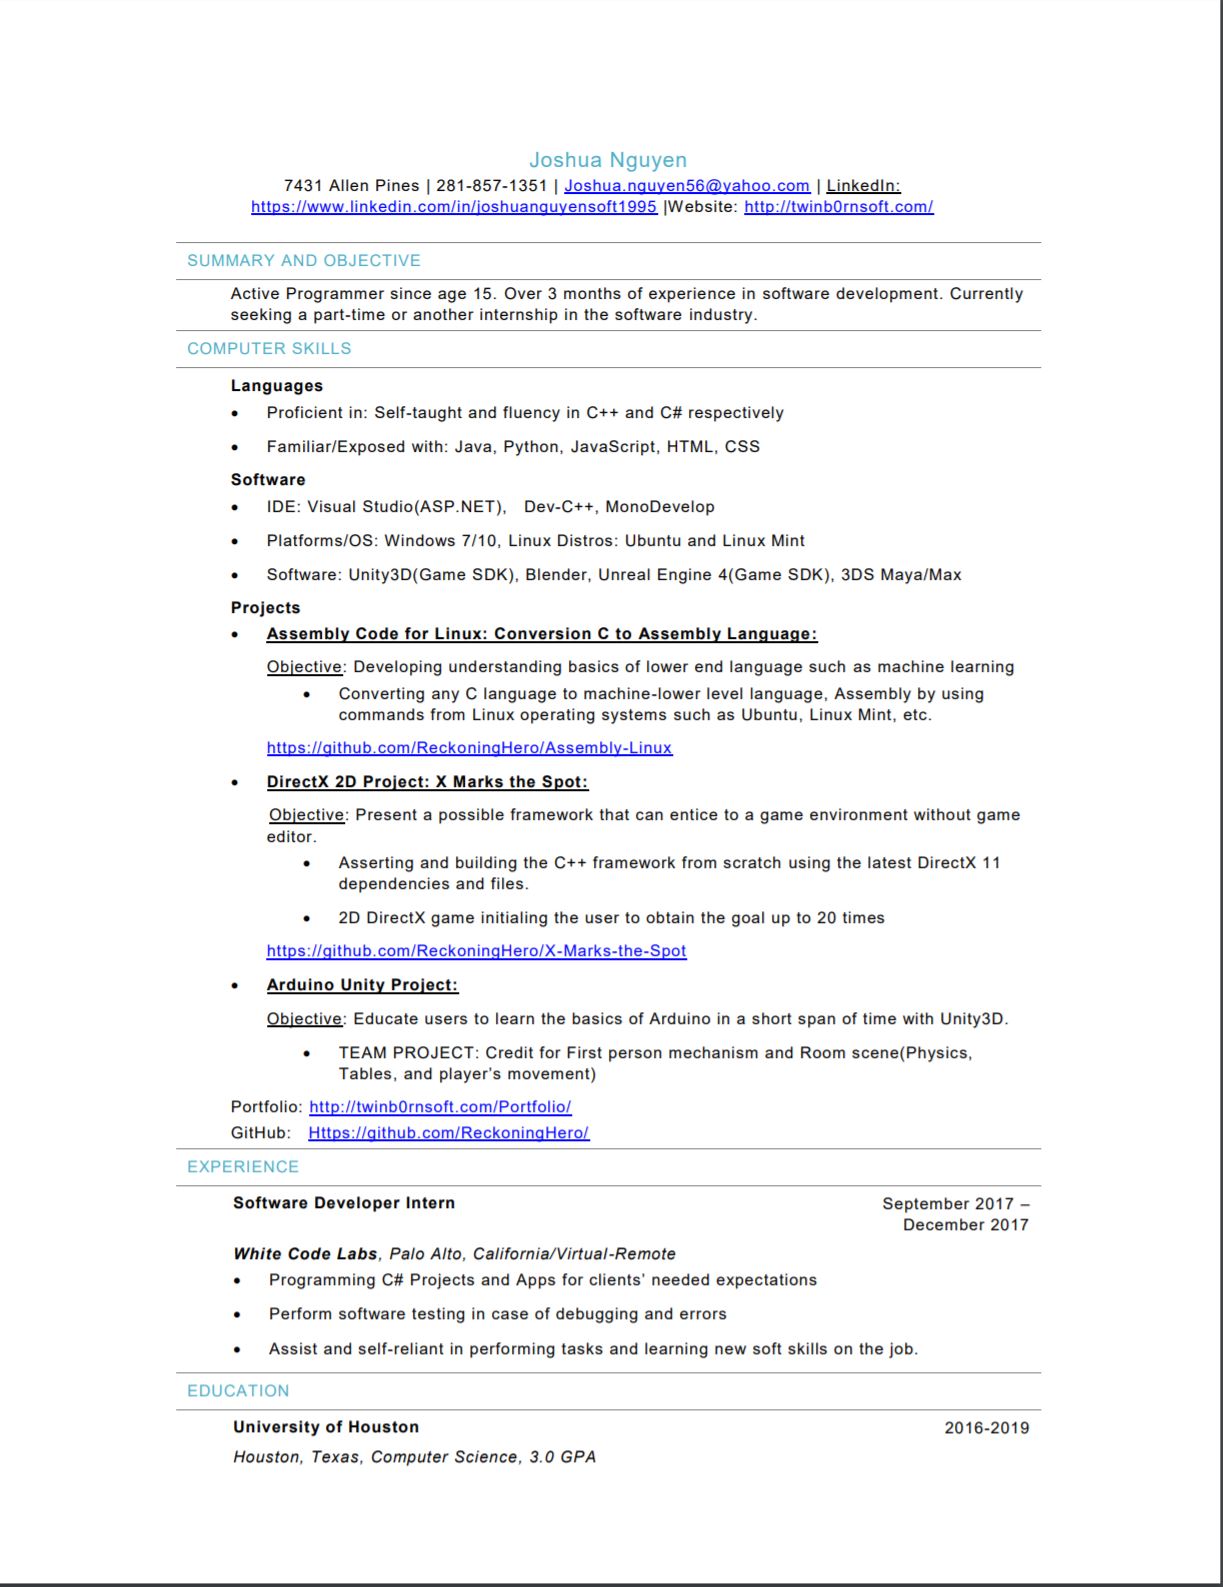 Joshua Nguyen
7431 Allen Pines | 281-857-1351 | Joshua.nguyen56@yahoo.com | LinkedIn:
https://www.linkedin.com/in/joshuanguyensoft1995 |Website: http://twinb0rnsoft.com/
SUMMARY AND OBJECTIVE
Active Programmer since age 15. Over 3 months of experience in software development. Currently
seeking a part-time or another internship in the software industry.
COMPUTER SKILLS
Languages
• Proficient in: Self-taught and fluency in C++ and C# respectively
• Familiar/Exposed with: Java, Python, JavaScript, HTML, CSS
Software
• IDE: Visual Studio(ASP.NET), Dev-C++, MonoDevelop
• Platforms/OS: Windows 7/10, Linux Distros: Ubuntu and Linux Mint
• Software: Unity3D(Game SDK), Blender, Unreal Engine 4(Game SDK), 3DS Maya/Max
Projects
• Assembly Code for Linux: Conversion C to Assembly Language:
Objective: Developing understanding basics of lower end language such as machine learning
• Converting any C language to machine-lower level language, Assembly by using
commands from Linux operating systems such as Ubuntu, Linux Mint, etc.
https://github.com/ReckoningHero/Assembly-Linux
• DirectX 2D Project: X Marks the Spot:
Objective: Present a possible framework that can entice to a game environment without game
editor.
• Asserting and building the C++ framework from scratch using the latest DirectX 11
dependencies and files.
• 2D DirectX game initialing the user to obtain the goal up to 20 times
https://github.com/ReckoningHero/X-Marks-the-Spot
• Arduino Unity Project:
Objective: Educate users to learn the basics of Arduino in a short span of time with Unity3D.
• TEAM PROJECT: Credit for First person mechanism and Room scene(Physics,
Tables, and player's movement)
Portfolio: http://twinb0rnsoft.com/Portfolio/
GitHub: Https://github.com/ReckoningHero/
EXPERIENCE
Software Developer Intern September 2017 –
December 2017
White Code Labs, Palo Alto, California/Virtual-Remote
• Programming C# Projects and Apps for clients' needed expectations
• Perform software testing in case of debugging and errors
• Assist and self-reliant in performing tasks and learning new soft skills on the job.
EDUCATION
University of Houston 2016-2019
Houston, Texas, Computer Science, 3.0 GPA